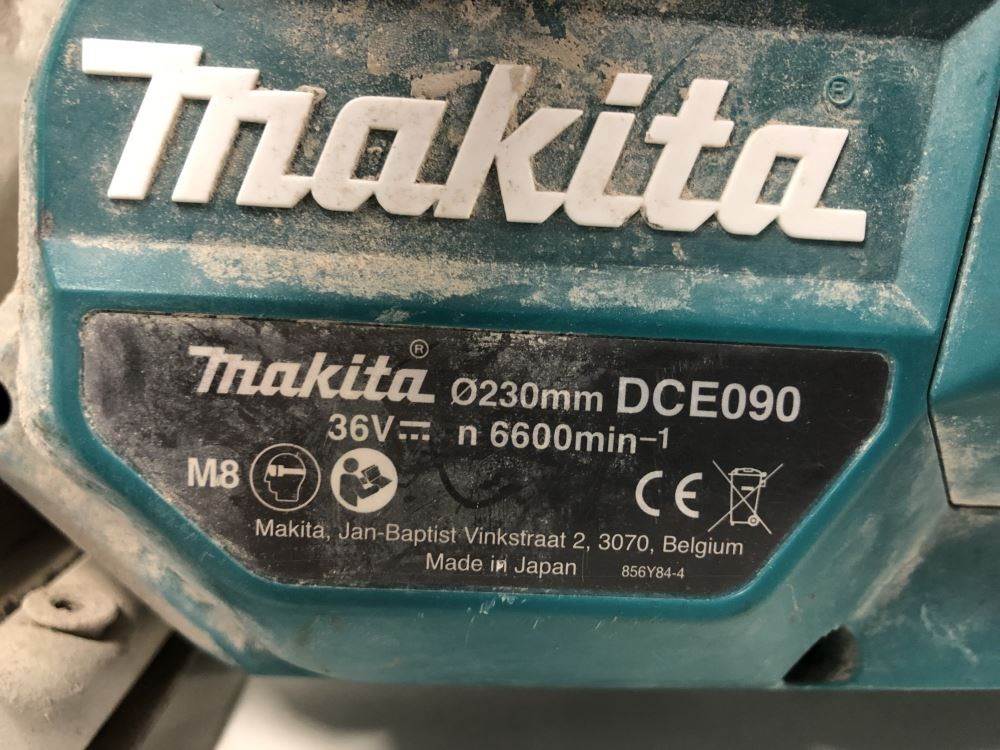 Makita®
Makita® Ø230mm DCE090
36V⎓ n 6600min⁻¹
M8 CE
Makita, Jan-Baptist Vinkstraat 2, 3070, Belgium
Made in Japan 856Y84-4